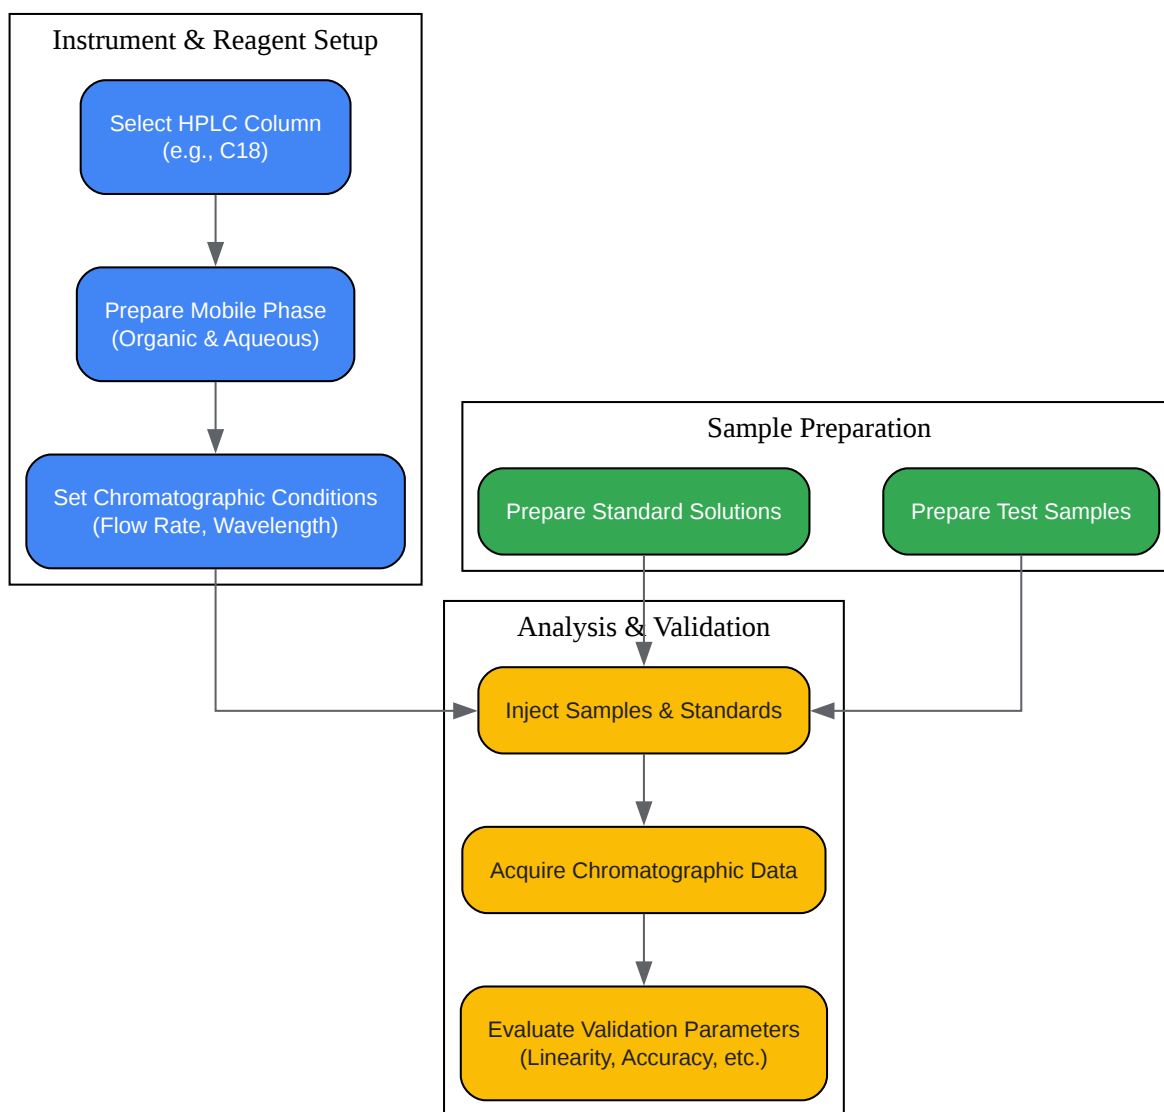 Instrument & Reagent Setup
Select HPLC Column
(e.g., C18)
Prepare Mobile Phase
(Organic & Aqueous)
Set Chromatographic Conditions
(Flow Rate, Wavelength)
Sample Preparation
Prepare Standard Solutions
Prepare Test Samples
Analysis & Validation
Inject Samples & Standards
Acquire Chromatographic Data
Evaluate Validation Parameters
(Linearity, Accuracy, etc.)